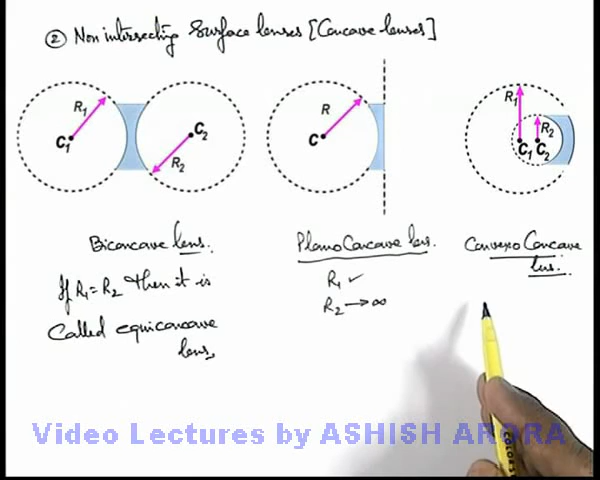 ② Non intersecting Surface lenses [Concave lenses]
R1
C1
C2
R2
R
C
R1
R2
C1 C2
Biconcave lens.
If R1 = R2 then it is
Called equiconcave
lens,
Plano Concave len.
R1 ✓
R2 → ∞
Convexo Concave
lens.
Video Lectures by ASHISH ARORA